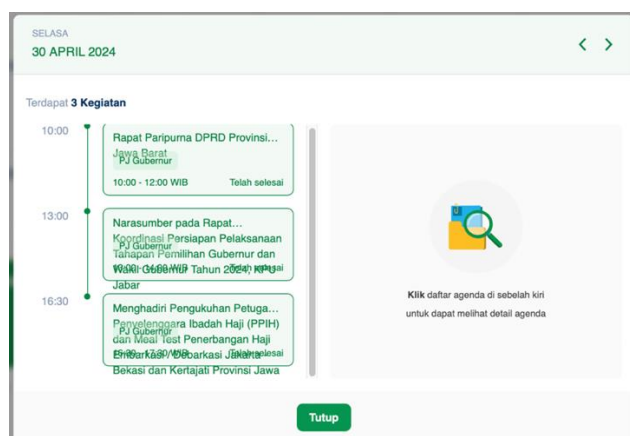 SELASA
30 APRIL 2024
Terdapat 3 Kegiatan
10:00
Rapat Paripurna DPRD Provinsi...
Jawa Barat
PJ Gubernur
10:00 - 12:00 WIB Telah selesai
13:00
Narasumber pada Rapat...
Koordinasi Persiapan Pelaksanaan
PJ Gubernur
Tahapan Pemilihan Gubernur dan
Wakil Gubernur Tahun 2024, KPU
Jabar
16:30
Menghadiri Pengukuhan Petuga...
Penyelenggara Ibadah Haji (PPIH)
PJ Gubernur
dan Meal Test Penerbangan Haji
Embarkasi / Debarkasi Jakarta -
Bekasi dan Kertajati Provinsi Jawa
Klik daftar agenda di sebelah kiri
untuk dapat melihat detail agenda
Tutup